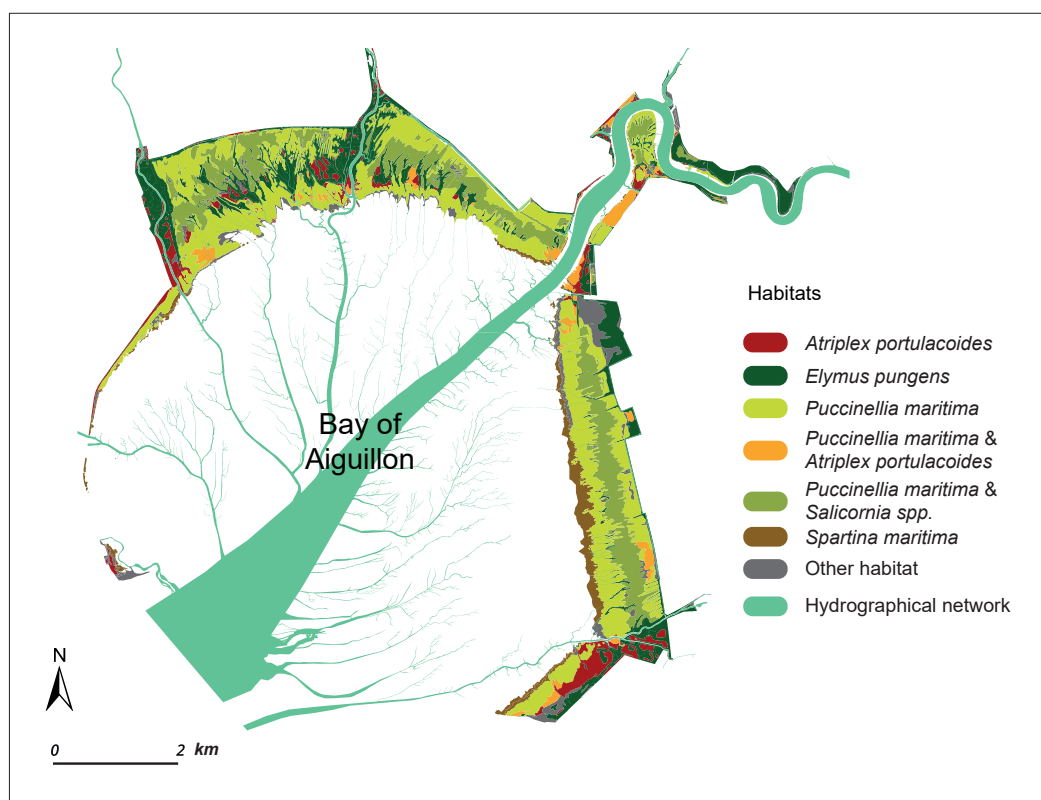 Bay of
Aiguillon
Habitats
Atriplex portulacoides
Elymus pungens
Puccinellia maritima
Puccinellia maritima &
Atriplex portulacoides
Puccinellia maritima &
Salicornia spp.
Spartina maritima
Other habitat
Hydrographical network
N
0 2 km